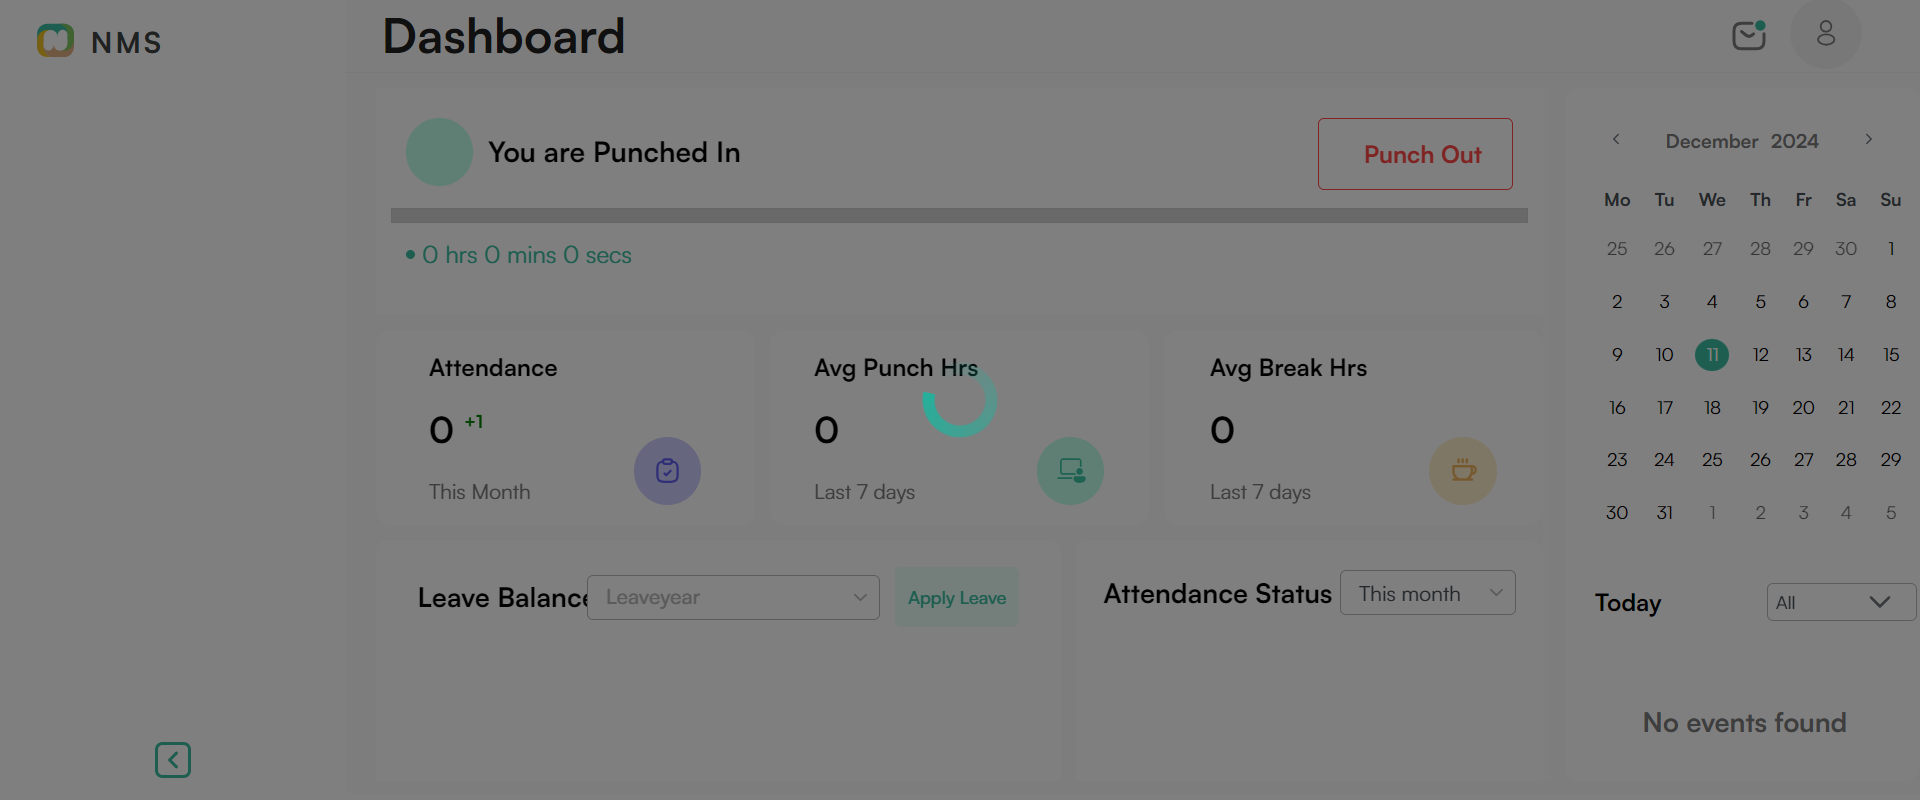 NMS
Dashboard
You are Punched In
Punch Out
0 hrs 0 mins 0 secs
Attendance
0 +1
This Month
Avg Punch Hrs
0
Last 7 days
Avg Break Hrs
0
Last 7 days
Leave Balance
Leaveyear
Apply Leave
Attendance Status
This month
December 2024
Mo Tu We Th Fr Sa Su
25 26 27 28 29 30 1
2 3 4 5 6 7 8
9 10 11 12 13 14 15
16 17 18 19 20 21 22
23 24 25 26 27 28 29
30 31 1 2 3 4 5
Today
All
No events found